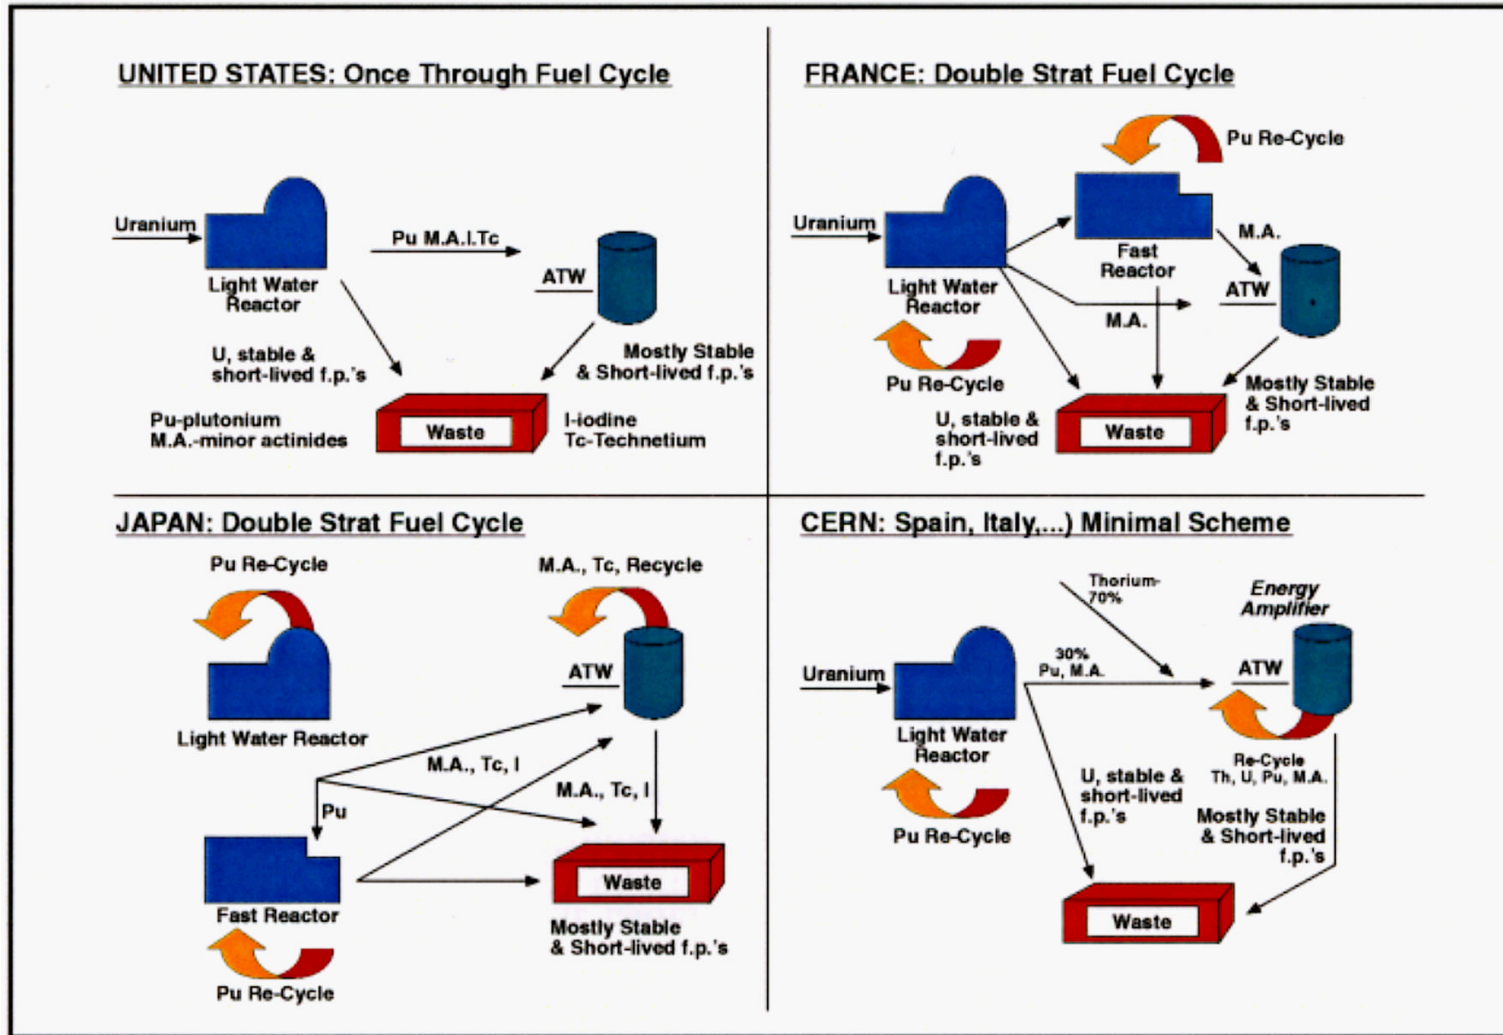 UNITED STATES: Once Through Fuel Cycle
Uranium
Pu M.A.I.Tc
ATW
Light Water
Reactor
U, stable &
short-lived f.p.'s
Mostly Stable
& Short-lived f.p.'s
Pu-plutonium
M.A.-minor actinides
Waste
I-iodine
Tc-Technetium
FRANCE: Double Strat Fuel Cycle
Pu Re-Cycle
Uranium
M.A.
Fast
Reactor
Light Water
Reactor
ATW
M.A.
Pu Re-Cycle
Mostly Stable
& Short-lived
f.p.'s
U, stable &
short-lived
f.p.'s
Waste
JAPAN: Double Strat Fuel Cycle
Pu Re-Cycle
M.A., Tc, Recycle
ATW
Light Water Reactor
M.A., Tc, I
M.A., Tc, I
Pu
Fast Reactor
Waste
Mostly Stable
& Short-lived f.p.'s
Pu Re-Cycle
CERN: Spain, Italy,...) Minimal Scheme
Thorium-
70%
Energy
Amplifier
Uranium
30%
Pu, M.A.
ATW
Light Water
Reactor
Re-Cycle
Th, U, Pu, M.A.
U, stable &
short-lived
f.p.'s
Pu Re-Cycle
Mostly Stable
& Short-lived
f.p.'s
Waste